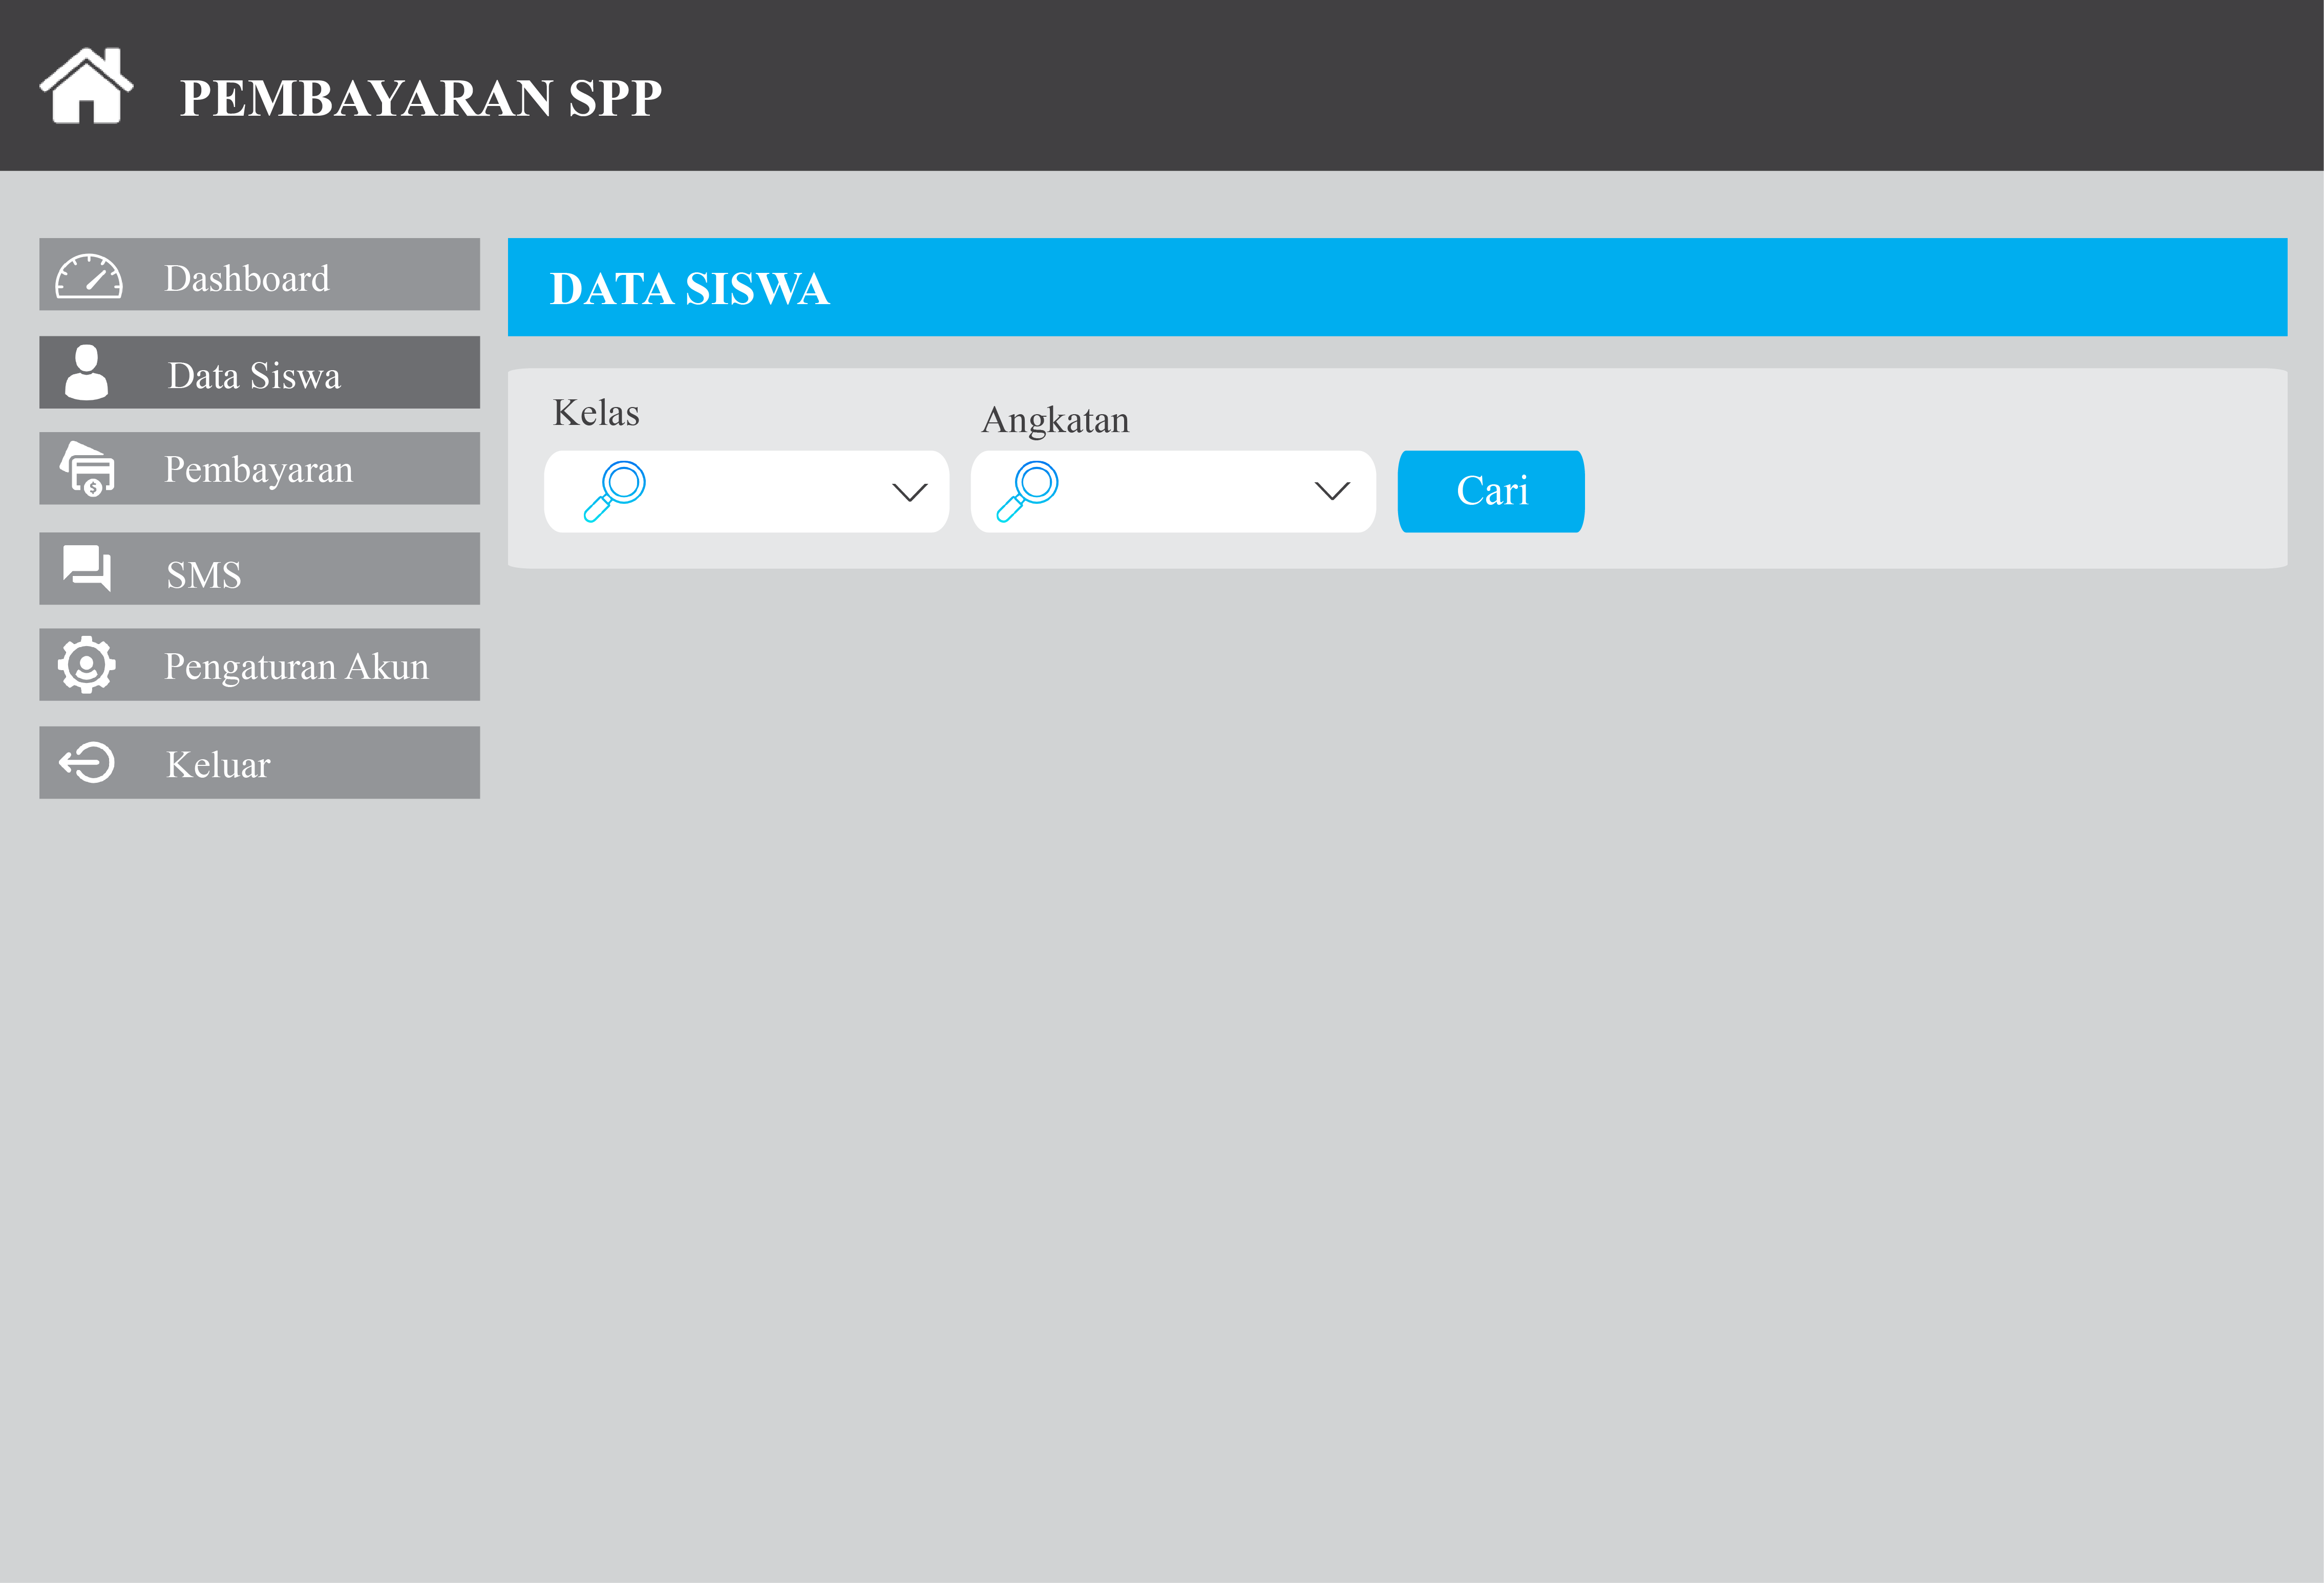 PEMBAYARAN SPP
Dashboard
Data Siswa
Pembayaran
SMS
Pengaturan Akun
Keluar
DATA SISWA
Kelas
Angkatan
Cari